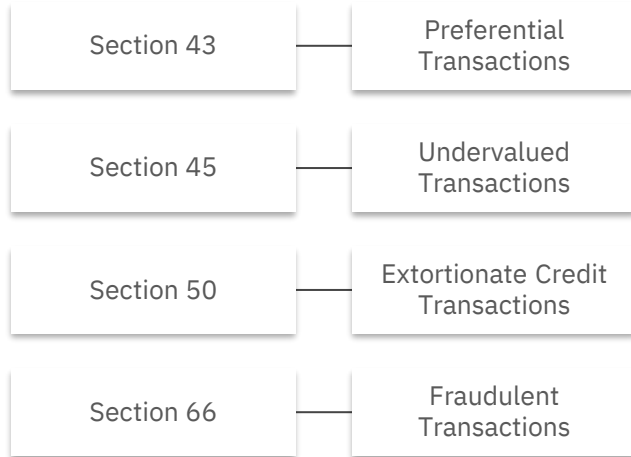 Section 43
Preferential
Transactions
Section 45
Undervalued
Transactions
Section 50
Extortionate Credit
Transactions
Section 66
Fraudulent
Transactions